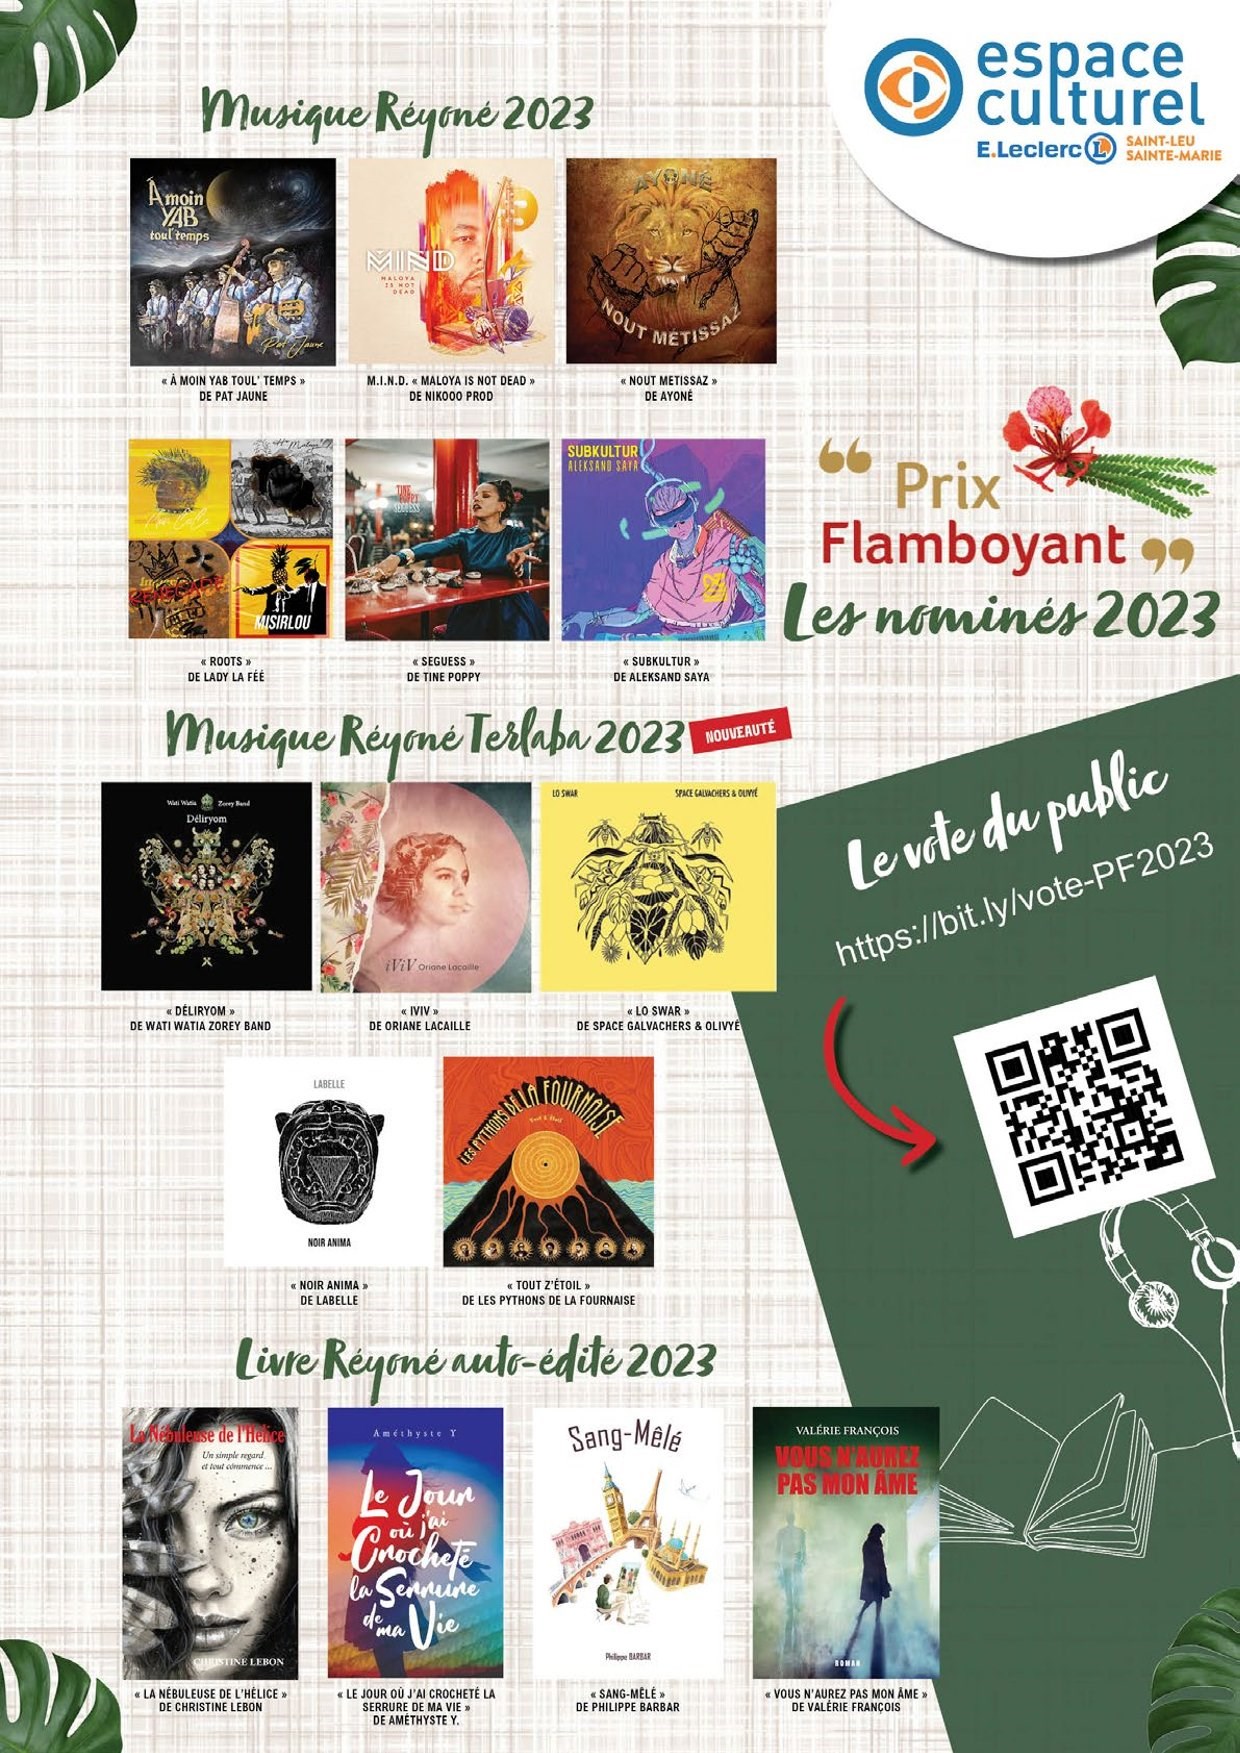 espace
culturel
E.Leclerc L SAINT-LEU
SAINTE-MARIE
Musique Réyoné 2023
À moin
YAB
toul'temps
Pat Jaune
MIND
MALOYA
IS NOT
DEAD
AYONÉ
NOUT MÉTISSAZ
« À MOIN YAB TOUL' TEMPS »
DE PAT JAUNE
M.I.N.D. « MALOYA IS NOT DEAD »
DE NIKOOO PROD
« NOUT METISSAZ »
DE AYONÉ
RENEGADE
MISIRLOU
TINE
POPPY
SEGUESS
SUBKULTUR
ALEKSAND SAYA
« ROOTS »
DE LADY LA FÉÉ
« SEGUESS »
DE TINE POPPY
« SUBKULTUR »
DE ALEKSAND SAYA
“ Prix
Flamboyant ”
Les nominés 2023
Musique Réyoné Terlaba 2023 NOUVEAUTÉ
Wati Watia Zorey Band
Déliryom
iViV Oriane Lacaille
LO SWAR SPACE GALVACHERS & OLIVYÉ
« DÉLIRYOM »
DE WATI WATIA ZOREY BAND
« IVIV »
DE ORIANE LACAILLE
« LO SWAR »
DE SPACE GALVACHERS & OLIVYÉ
Le vote du public
https://bit.ly/vote-PF2023
LABELLE
NOIR ANIMA
LES PYTHONS DE LA FOURNAISE
« NOIR ANIMA »
DE LABELLE
« TOUT Z'ÉTOIL »
DE LES PYTHONS DE LA FOURNAISE
Livre Réyoné auto-édité 2023
La Nébuleuse de l'Hélice
Un simple regard
et tout commence ...
CHRISTINE LEBON
Améthyste Y
Le Jour
où j'ai
Crocheté
la Serrure
de
ma Vie
Sang-Mêlé
Philippe BARBAR
VALÉRIE FRANÇOIS
VOUS N'AUREZ
PAS MON ÂME
ROMAN
« LA NÉBULEUSE DE L'HÉLICE »
DE CHRISTINE LEBON
« LE JOUR OÙ J'AI CROCHETÉ LA
SERRURE DE MA VIE »
DE AMÉTHYSTE Y.
« SANG-MÊLÉ »
DE PHILIPPE BARBAR
« VOUS N'AUREZ PAS MON ÂME »
DE VALÉRIE FRANÇOIS